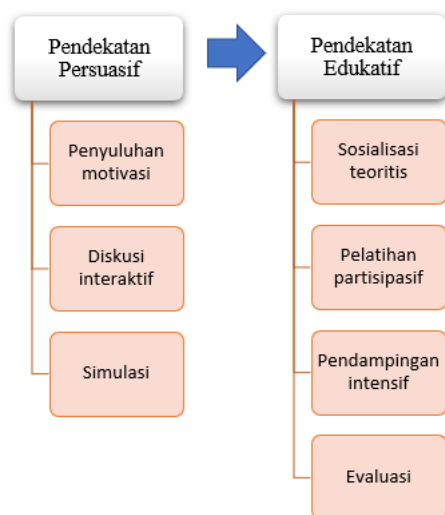 Pendekatan
Persuasif
Penyuluhan
motivasi
Diskusi
interaktif
Simulasi
Pendekatan
Edukatif
Sosialisasi
teoritis
Pelatihan
partisipasif
Pendampingan
intensif
Evaluasi